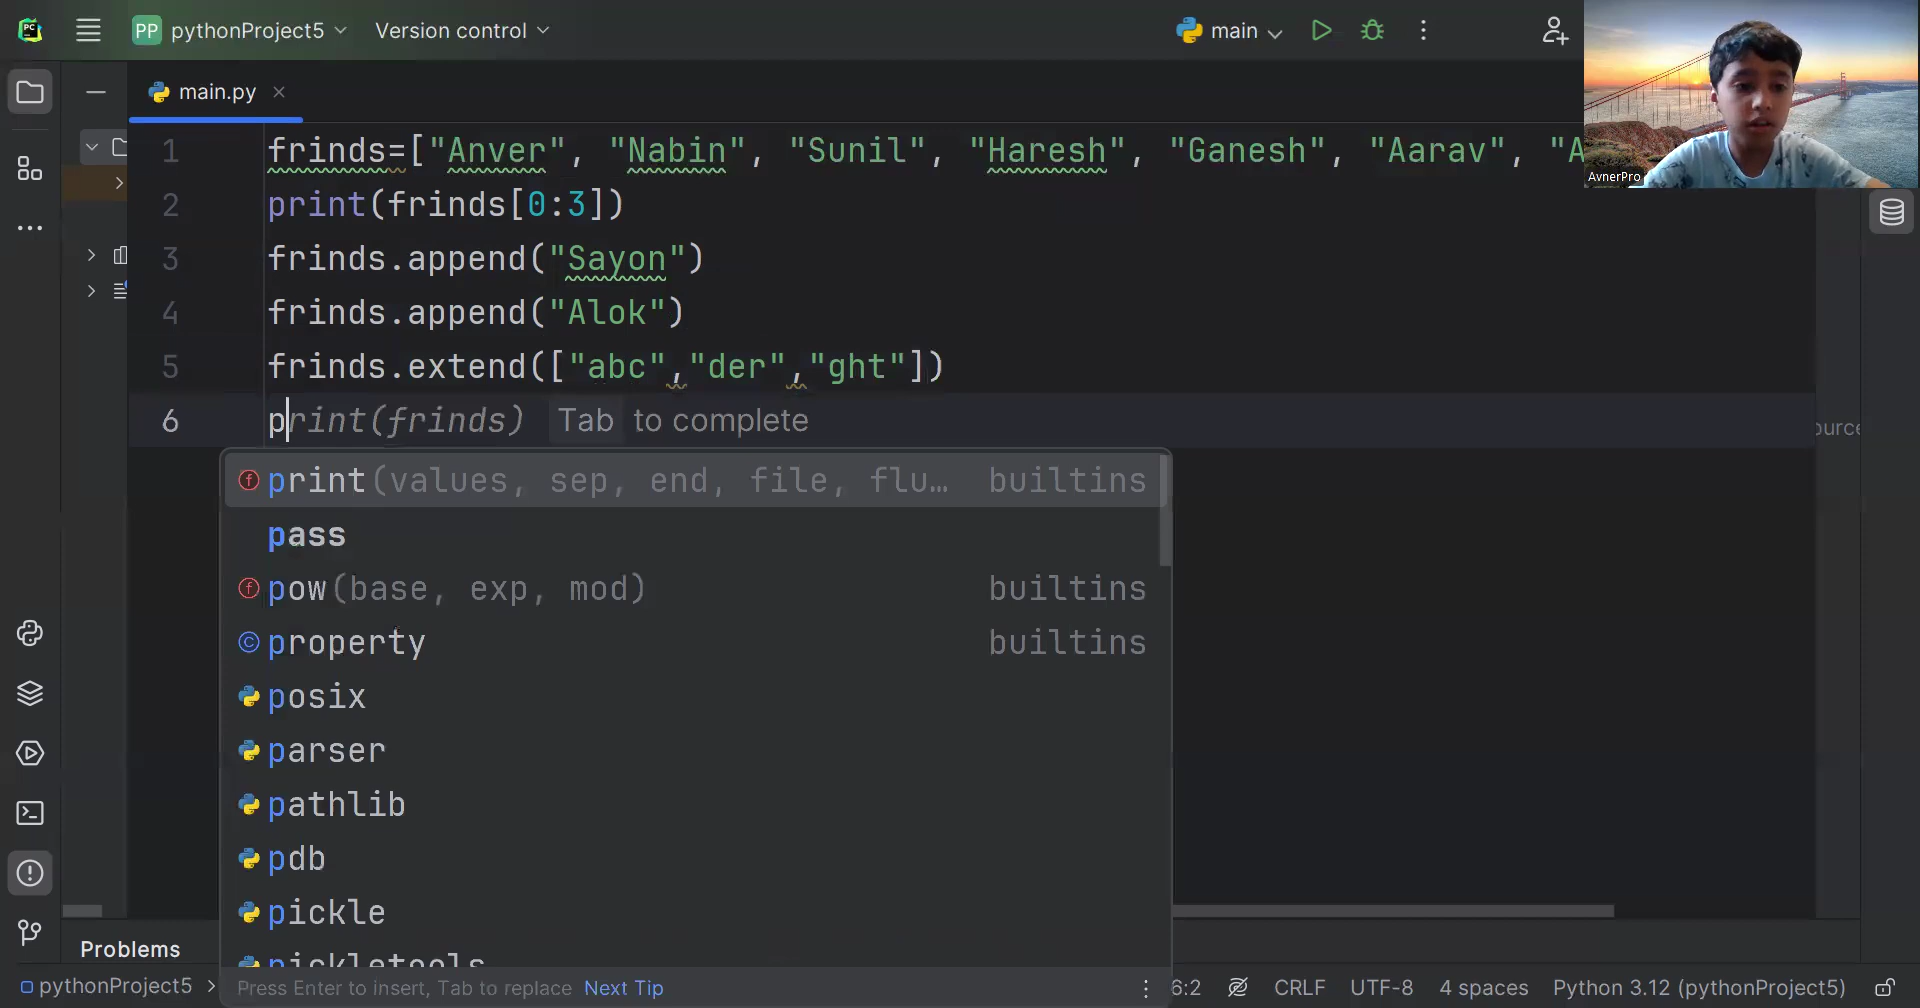 PC
PP pythonProject5 Version control main
main.py
AvnerPro
1 frinds=["Anver", "Nabin", "Sunil", "Haresh", "Ganesh", "Aarav", "A
2 print(frinds[0:3])
3 frinds.append("Sayon")
4 frinds.append("Alok")
5 frinds.extend(["abc","der","ght"])
6 print(frinds) Tab to complete
ource
print(values, sep, end, file, flu… builtins
pass
pow(base, exp, mod) builtins
property builtins
posix
parser
pathlib
pdb
pickle
pickletools
Problems
Press Enter to insert, Tab to replace Next Tip
pythonProject5 > 6:2 CRLF UTF-8 4 spaces Python 3.12 (pythonProject5)